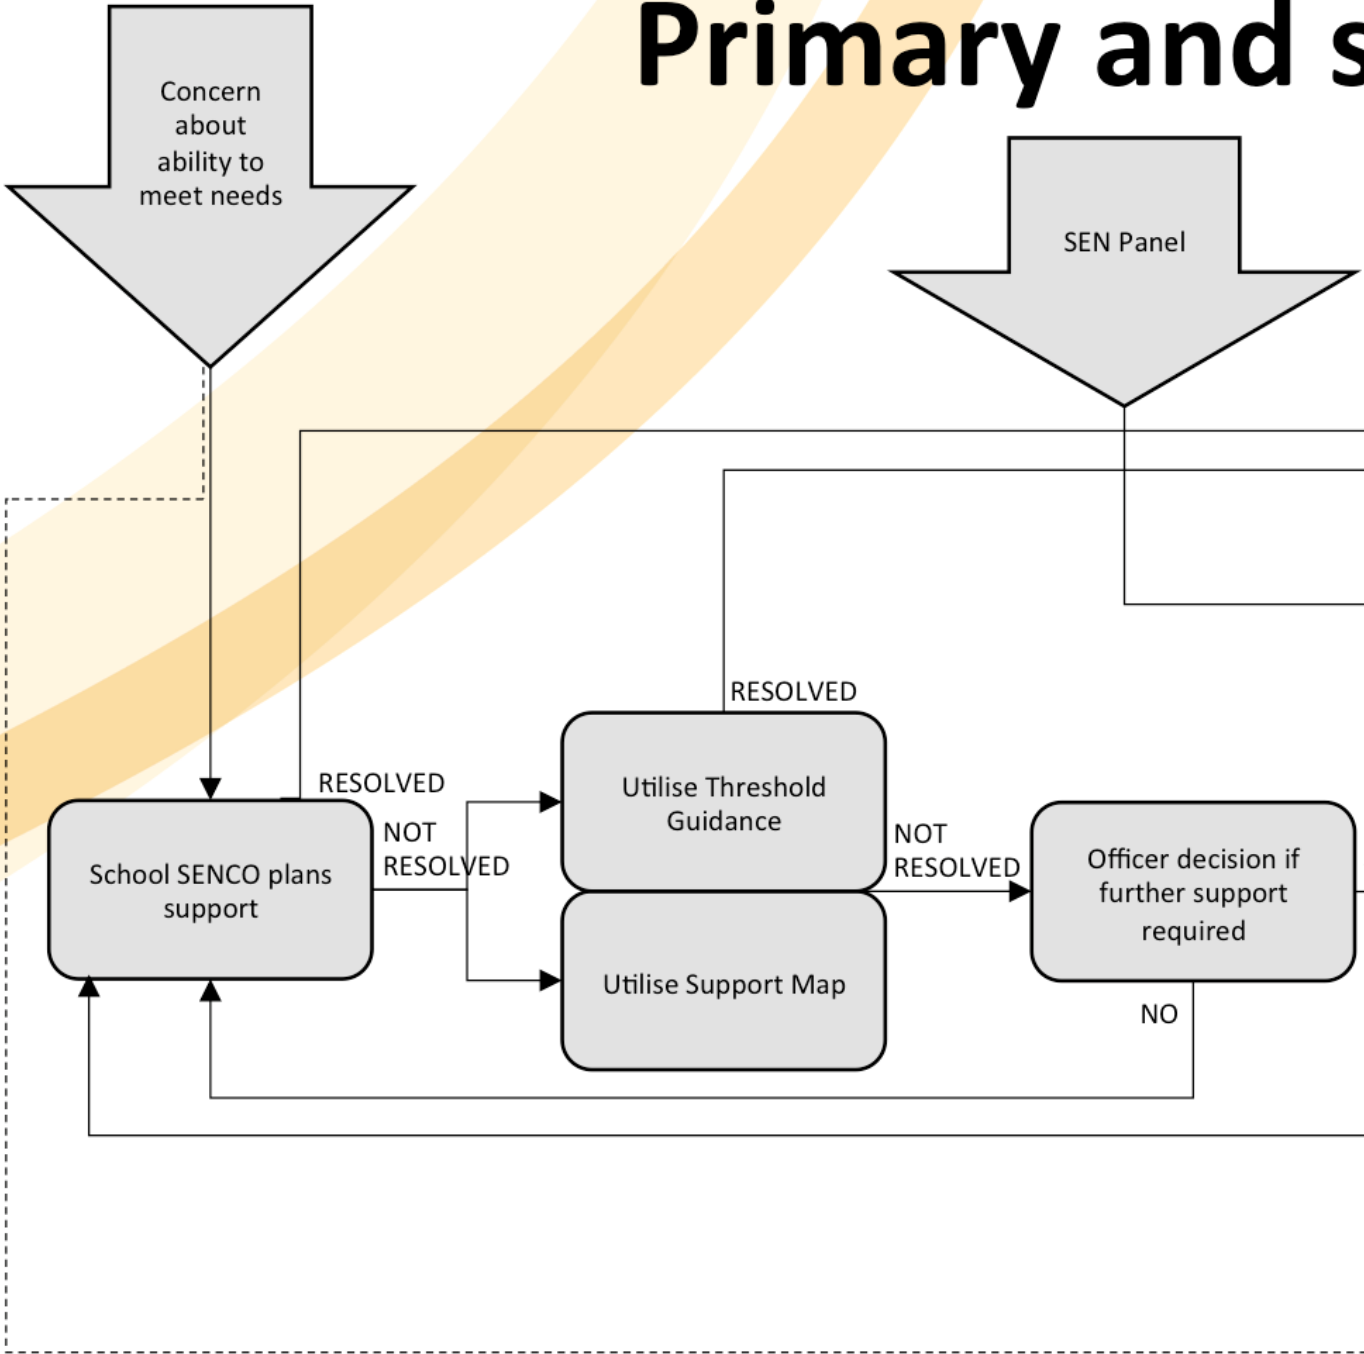 Primary and s
Concern
about
ability to
meet needs
SEN Panel
RESOLVED
RESOLVED
NOT
RESOLVED
Utilise Threshold
Guidance
NOT
RESOLVED
School SENCO plans
support
Officer decision if
further support
required
Utilise Support Map
NO